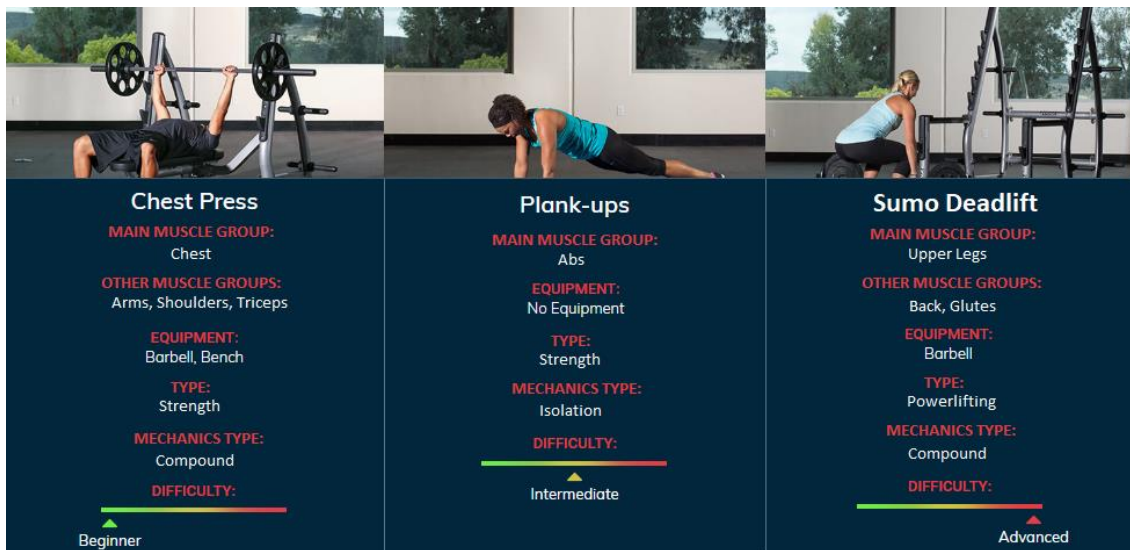 Chest Press
MAIN MUSCLE GROUP:
Chest
OTHER MUSCLE GROUPS:
Arms, Shoulders, Triceps
EQUIPMENT:
Barbell, Bench
TYPE:
Strength
MECHANICS TYPE:
Compound
DIFFICULTY:
Beginner
Plank-ups
MAIN MUSCLE GROUP:
Abs
EQUIPMENT:
No Equipment
TYPE:
Strength
MECHANICS TYPE:
Isolation
DIFFICULTY:
Intermediate
Sumo Deadlift
MAIN MUSCLE GROUP:
Upper Legs
OTHER MUSCLE GROUPS:
Back, Glutes
EQUIPMENT:
Barbell
TYPE:
Powerlifting
MECHANICS TYPE:
Compound
DIFFICULTY:
Advanced